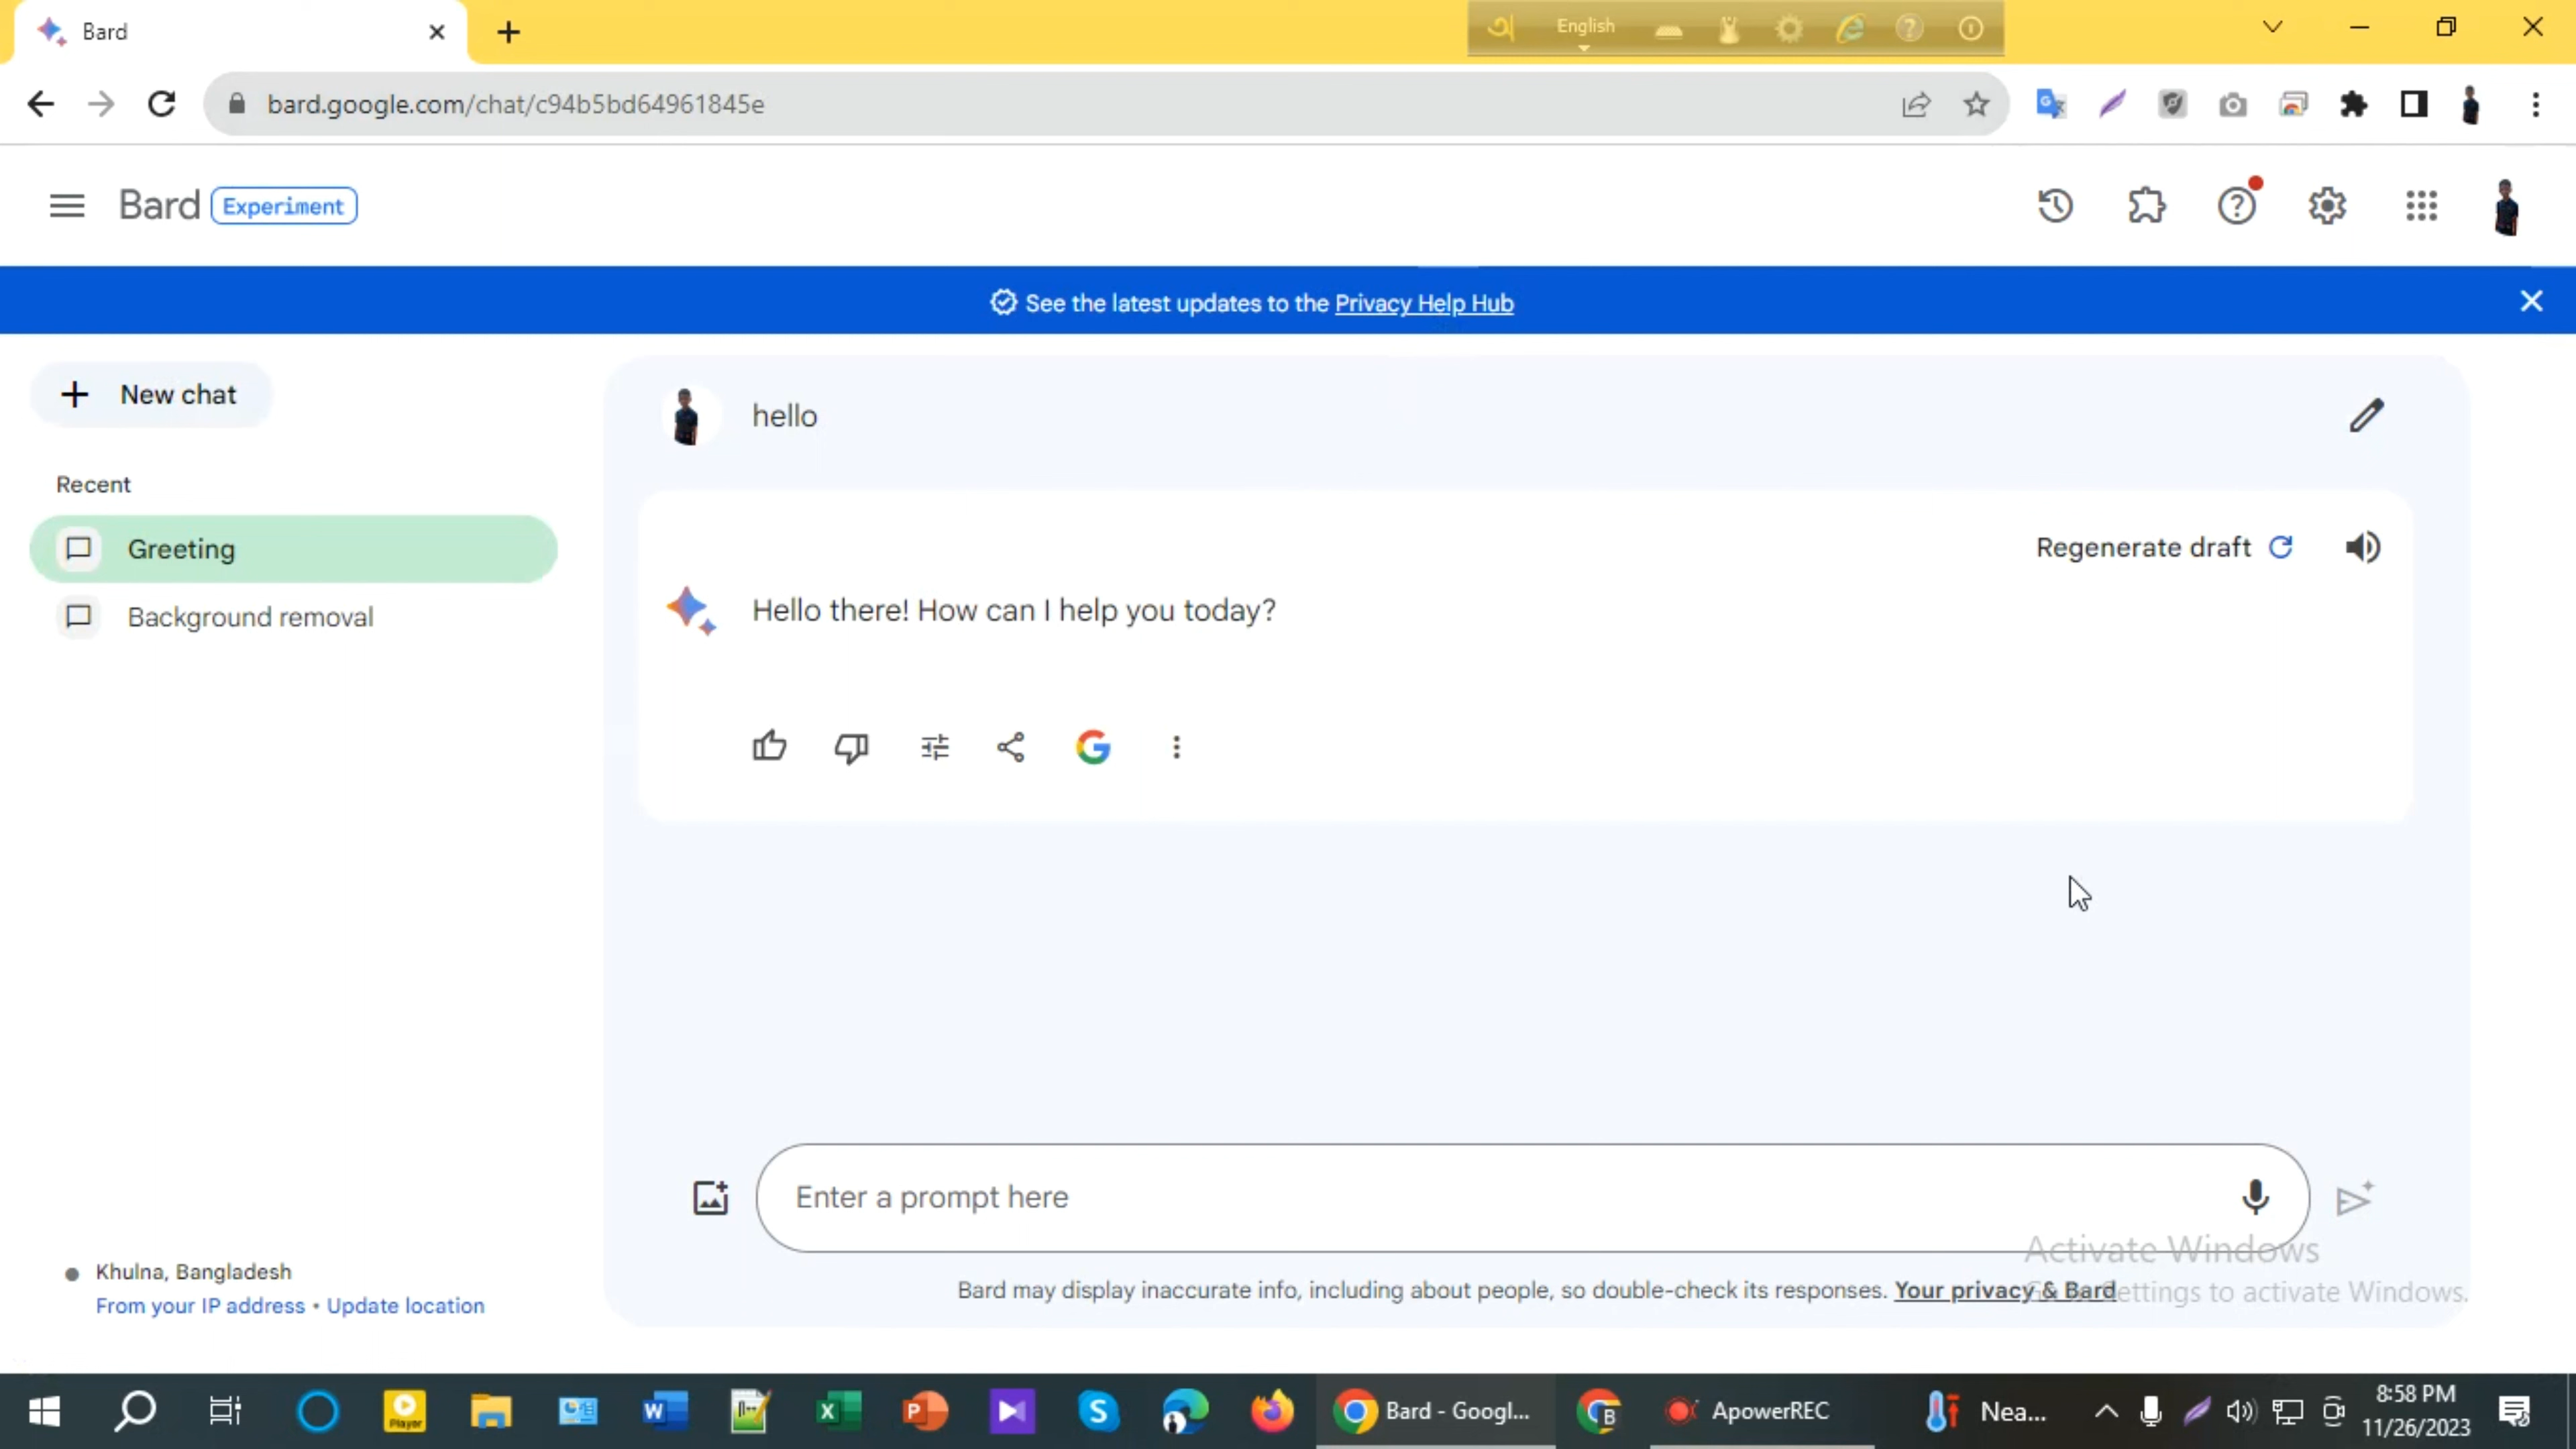 Bard
অ English
bard.google.com/chat/c94b5bd64961845e
Bard Experiment
See the latest updates to the Privacy Help Hub
New chat
Recent
Greeting
Background removal
hello
Regenerate draft
Hello there! How can I help you today?
Enter a prompt here
Activate Windows
Bard may display inaccurate info, including about people, so double-check its responses. Your privacy & Bard
ettings to activate Windows.
Khulna, Bangladesh
From your IP address • Update location
Player
Bard - Googl...
ApowerREC
Nea...
8:58 PM
11/26/2023